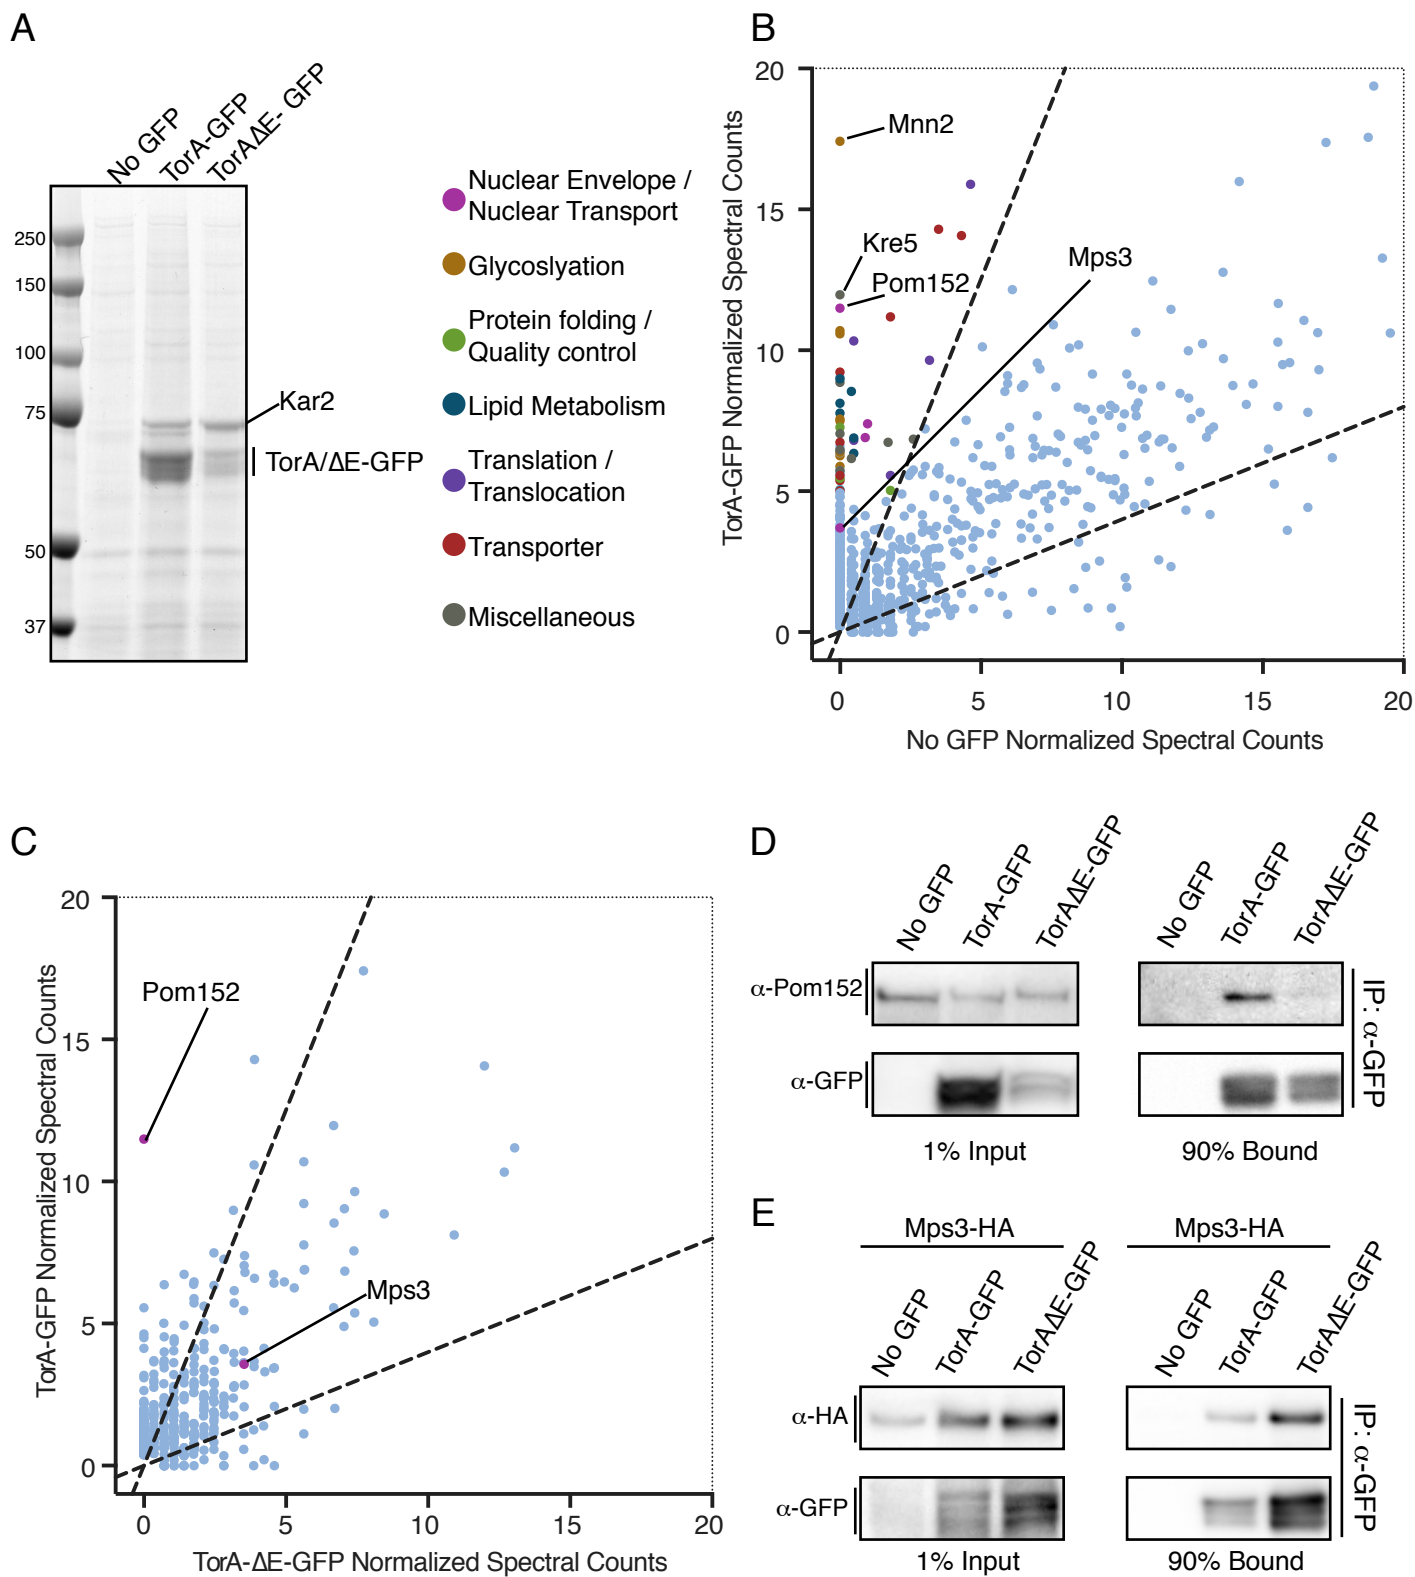 A
No GFP
TorA-GFP
TorAΔE- GFP
250
150
100
75
50
37
Kar2
TorA/ΔE-GFP
Nuclear Envelope /
Nuclear Transport
Glycoslyation
Protein folding /
Quality control
Lipid Metabolism
Translation /
Translocation
Transporter
Miscellaneous
B
TorA-GFP Normalized Spectral Counts
20
15
10
5
0
Mnn2
Kre5
Pom152
Mps3
0
5
10
15
20
No GFP Normalized Spectral Counts
C
TorA-GFP Normalized Spectral Counts
20
15
10
5
0
Pom152
Mps3
0
5
10
15
20
TorA-ΔE-GFP Normalized Spectral Counts
D
No GFP
TorA-GFP
TorAΔE-GFP
No GFP
TorA-GFP
TorAΔE-GFP
α-Pom152
α-GFP
IP: α-GFP
1% Input
90% Bound
E
Mps3-HA
Mps3-HA
No GFP
TorA-GFP
TorAΔE-GFP
No GFP
TorA-GFP
TorAΔE-GFP
α-HA
α-GFP
IP: α-GFP
1% Input
90% Bound